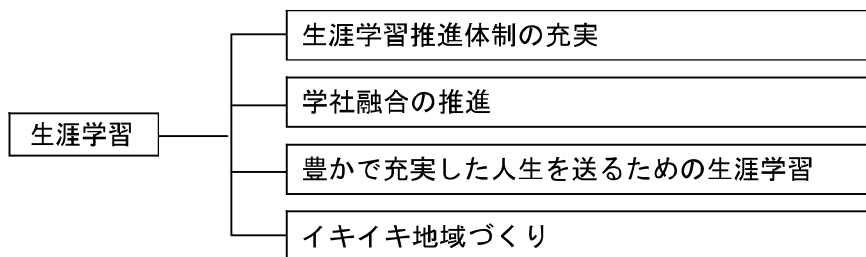 生涯学習
生涯学習推進体制の充実
学社融合の推進
豊かで充実した人生を送るための生涯学習
イキイキ地域づくり